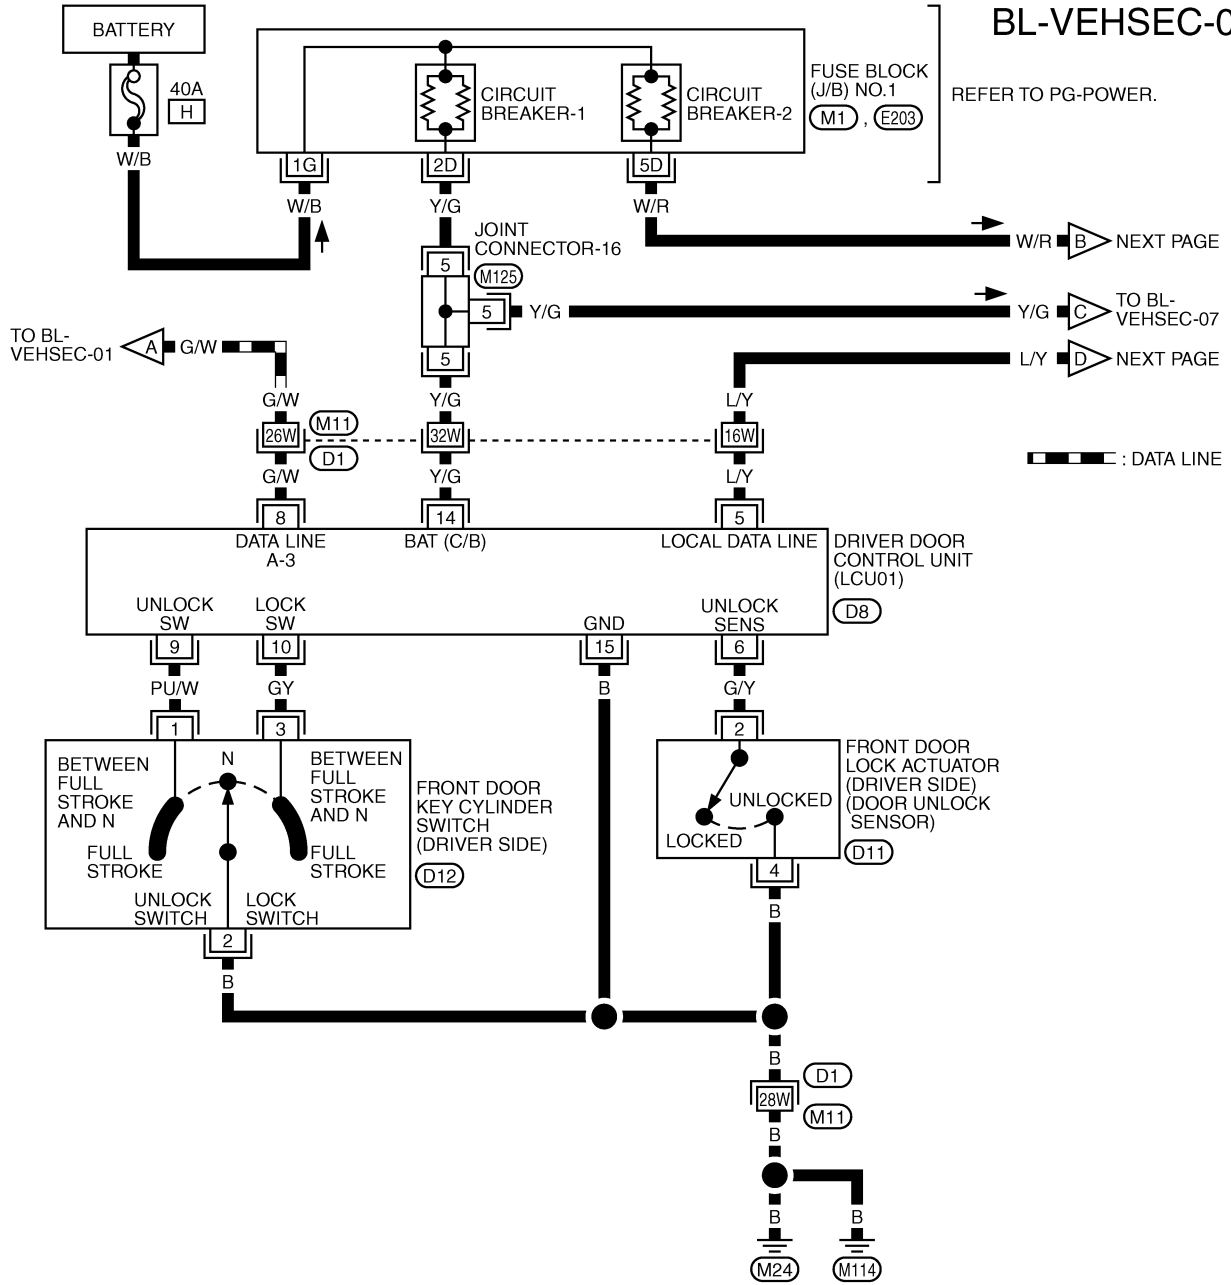 BL-VEHSEC-0
BATTERY
40A
H
W/B
CIRCUIT
BREAKER-1
CIRCUIT
BREAKER-2
FUSE BLOCK
(J/B) NO.1
M1 , E203
REFER TO PG-POWER.
1G
2D
5D
W/B
Y/G
W/R
JOINT
CONNECTOR-16
M125
5
5
5
W/R
B
NEXT PAGE
Y/G
Y/G
C
TO BL-
VEHSEC-07
TO BL-
VEHSEC-01
A
G/W
L/Y
D
NEXT PAGE
G/W
Y/G
L/Y
M11
26W
32W
16W
D1
: DATA LINE
G/W
Y/G
L/Y
8
14
5
DATA LINE
A-3
BAT (C/B)
LOCAL DATA LINE
DRIVER DOOR
CONTROL UNIT
(LCU01)
D8
UNLOCK
SW
LOCK
SW
GND
UNLOCK
SENS
9
10
15
6
PU/W
GY
B
G/Y
1
3
2
BETWEEN
FULL
STROKE
AND N
N
BETWEEN
FULL
STROKE
AND N
FULL
STROKE
FULL
STROKE
UNLOCK
SWITCH
LOCK
SWITCH
FRONT DOOR
KEY CYLINDER
SWITCH
(DRIVER SIDE)
D12
UNLOCKED
LOCKED
FRONT DOOR
LOCK ACTUATOR
(DRIVER SIDE)
(DOOR UNLOCK
SENSOR)
D11
4
2
B
B
B
D1
28W
M11
B
B
B
M24
M114